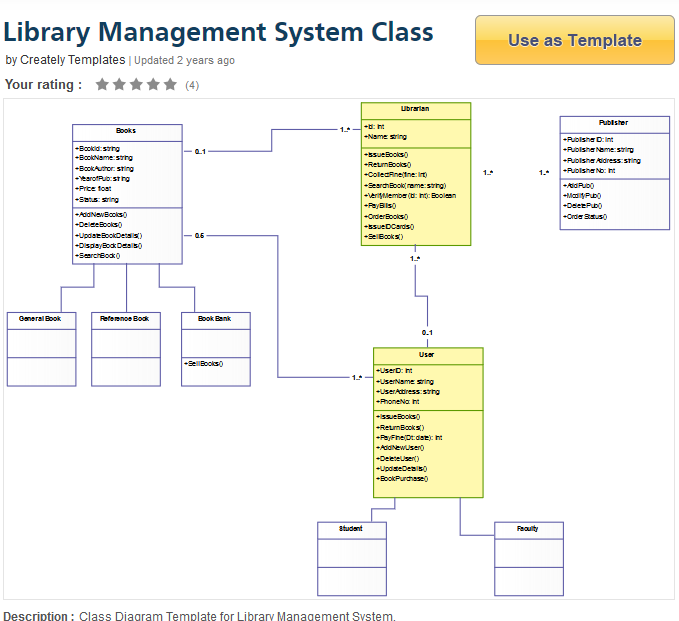 Library Management System Class
Use as Template
by Creately Templates | Updated 2 years ago
Your rating : (4)
Books
+BookId: string
+BookName: string
+BookAuthor: string
+YearofPub: string
+Price: float
+Status: string
+AddNewBooks()
+DeleteBooks()
+UpdateBookDetails()
+DisplayBookDetails()
+SearchBook()
0..1
1..*
Librarian
+Id: Int
+Name: string
+IssueBooks()
+ReturnBooks()
+CollectFine(fine: Int)
+SearchBook(name: string)
+VerifyMember(id: Int): Boolean
+PayBills()
+OrderBooks()
+IssueIDCards()
+SellBooks()
1..*
1..*
Publisher
+PublisherID: Int
+PublisherName: string
+PublisherAddress: string
+PublisherNo: Int
+AddPub()
+ModifyPub()
+DeletePub()
+OrderStatus()
0..5
1..*
1..*
0..1
General Book
Reference Book
Book Bank
+SellBooks()
User
+UserID: Int
+UserName: string
+UserAddress: string
+PhoneNo: Int
+IssueBooks()
+ReturnBooks()
+PayFine(Dt: date): Int
+AddNewUser()
+DeleteUser()
+UpdateDetails()
+BookPurchase()
Student
Faculty
Description : Class Diagram Template for Library Management System.